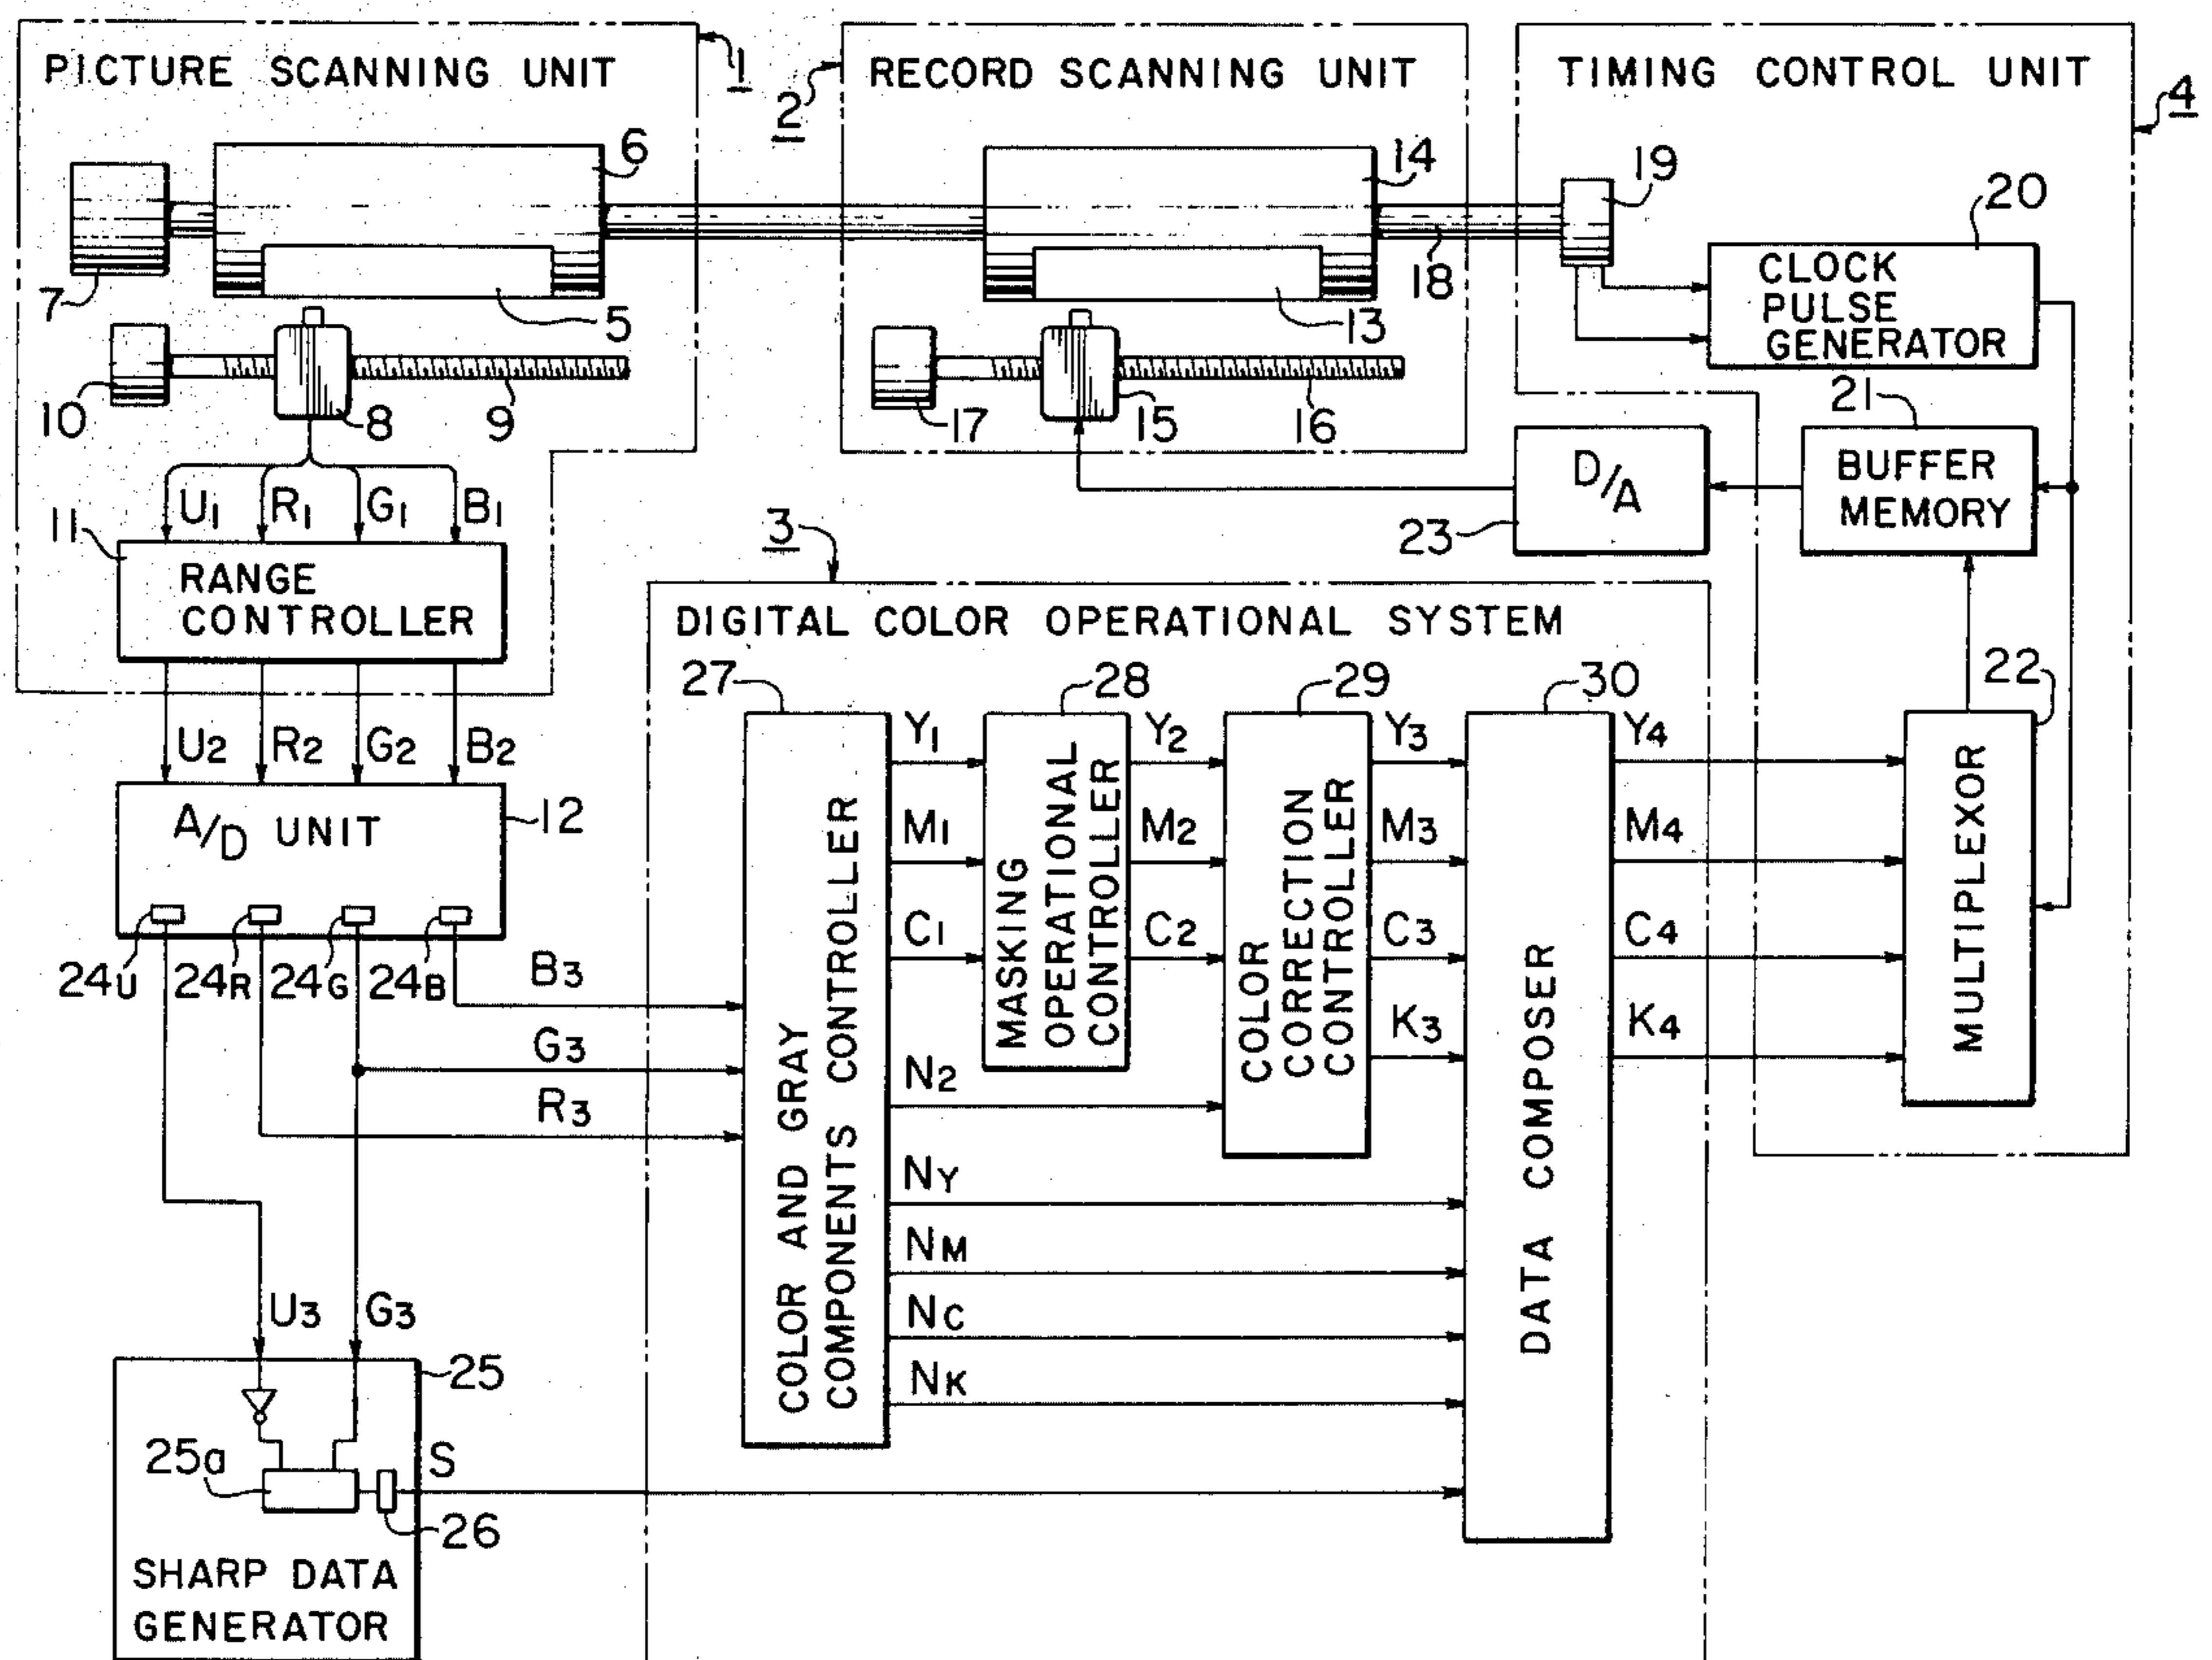 PICTURE SCANNING UNIT
1
2
RECORD SCANNING UNIT
TIMING CONTROL UNIT
4
6
14
19
20
7
5
13
18
CLOCK
PULSE
GENERATOR
10
8
9
17
15
16
21
U1 R1 G1 B1
11
RANGE
CONTROLLER
D/A
23
BUFFER
MEMORY
3
DIGITAL COLOR OPERATIONAL SYSTEM
27
28
29
30
22
U2 R2 G2 B2
A/D UNIT
12
24U 24R 24G 24B
B3
G3
R3
COLOR AND GRAY
COMPONENTS CONTROLLER
Y1
M1
C1
N2
NY
NM
NC
NK
MASKING
OPERATIONAL
CONTROLLER
Y2
M2
C2
COLOR
CORRECTION
CONTROLLER
Y3
M3
C3
K3
DATA COMPOSER
Y4
M4
C4
K4
MULTIPLEXOR
U3 G3
25
25a
S
26
SHARP DATA
GENERATOR